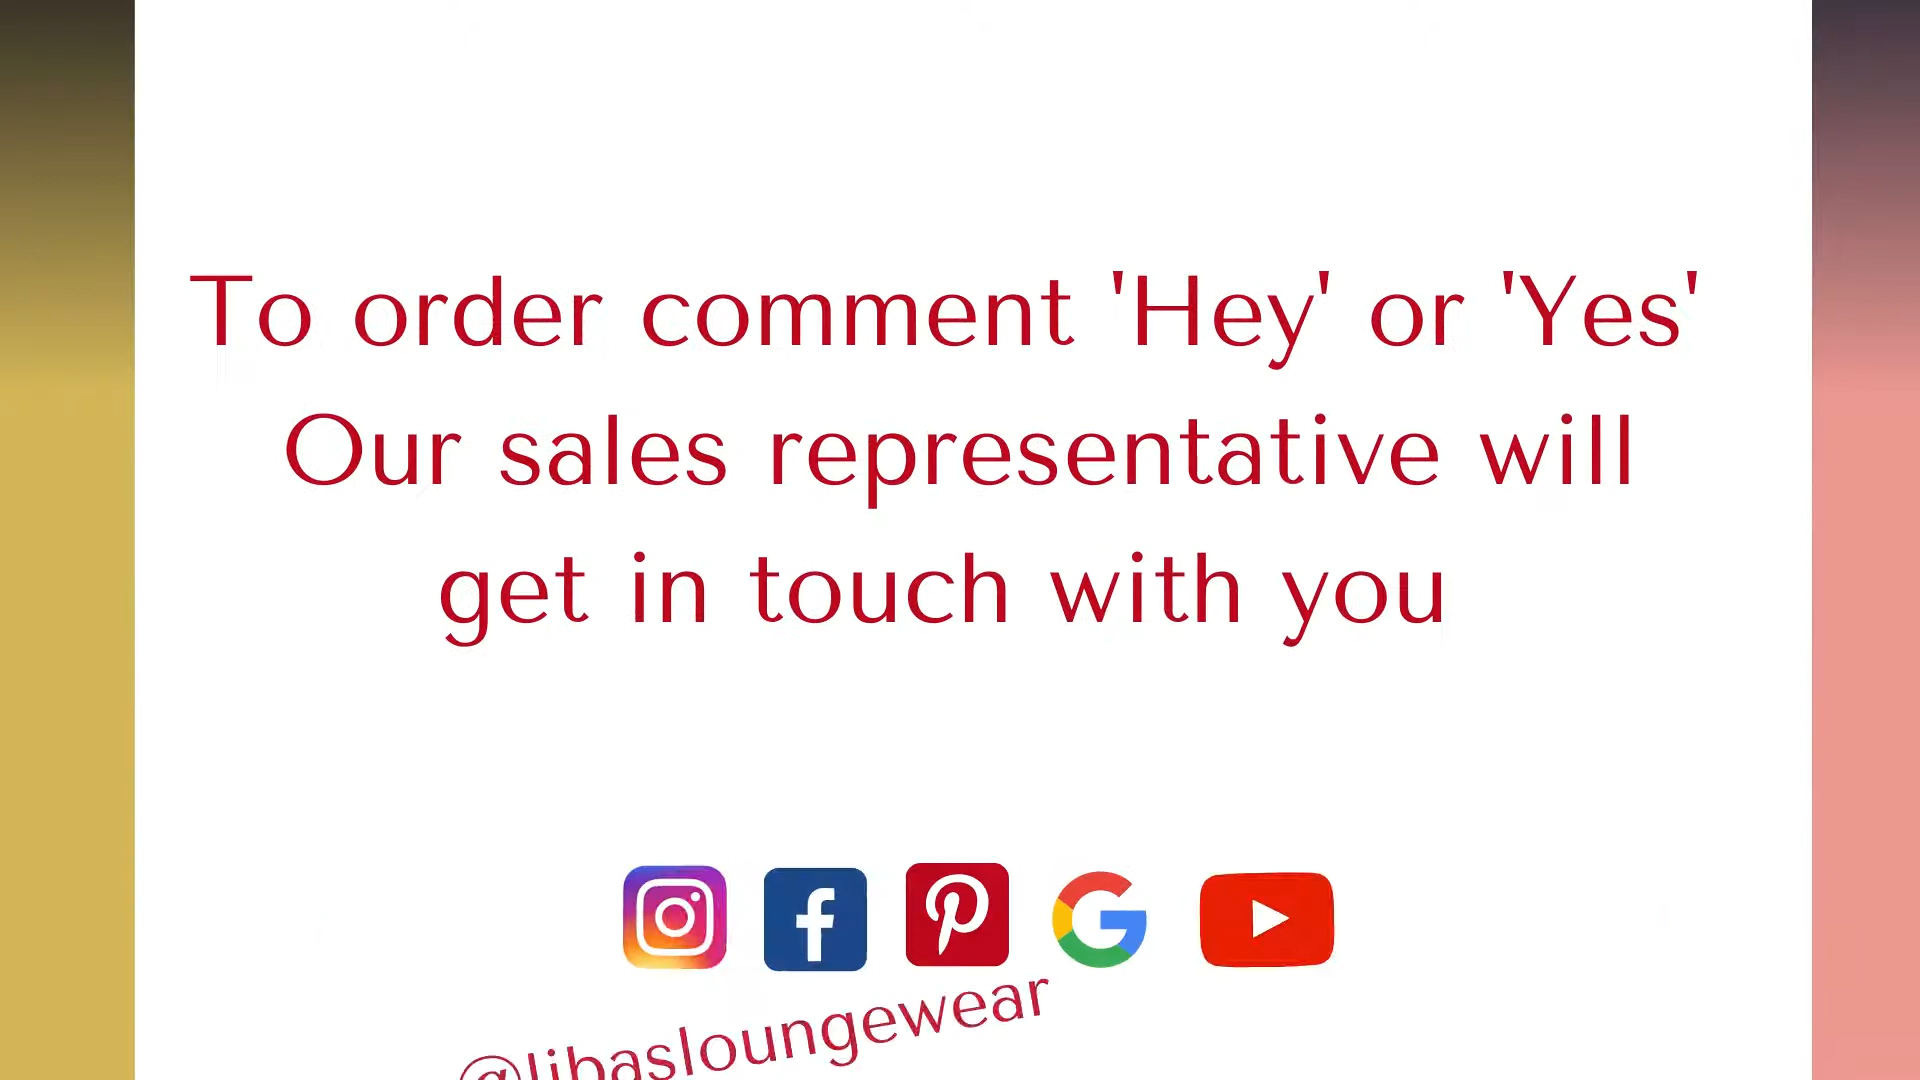 To order comment 'Hey' or 'Yes'
Our sales representative will
get in touch with you
@libasloungewear